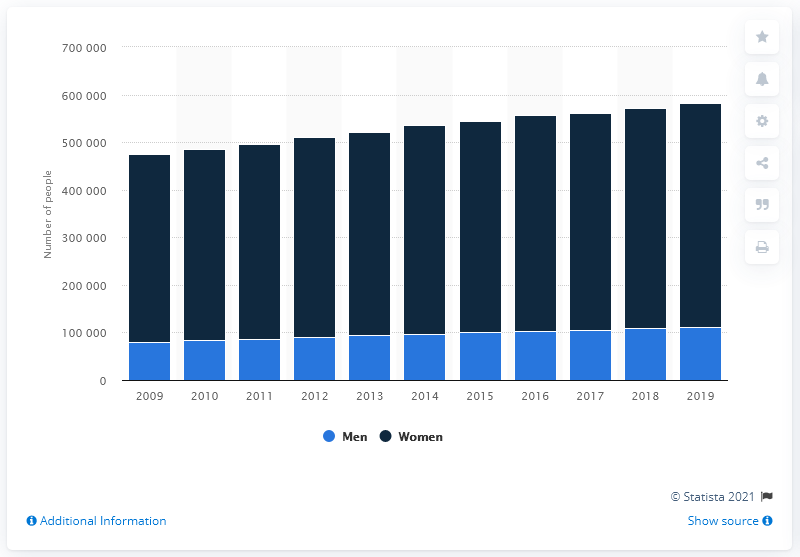 700 000
600 000
500 000
400 000
300 000
200 000
100 000
0
Number of people
2009 2010 2011 2012 2013 2014 2015 2016 2017 2018 2019
Men Women
© Statista 2021
Additional Information Show source